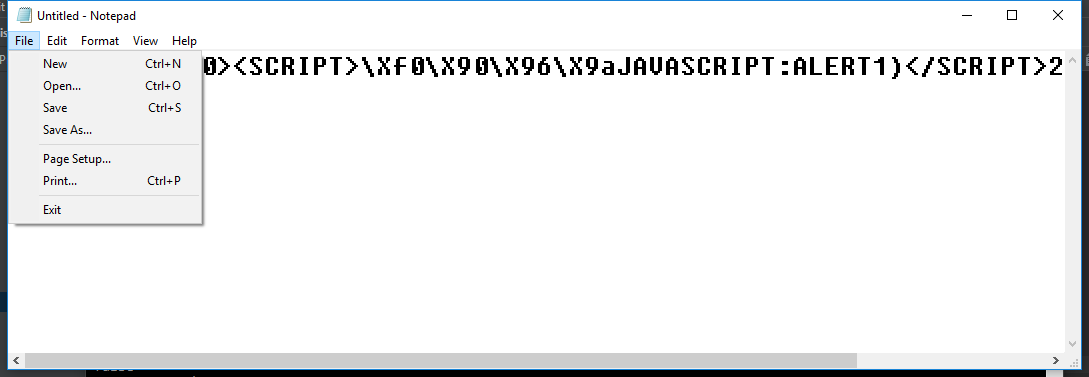 Untitled - Notepad
File Edit Format View Help
0><SCRIPT>\Xf0\X90\X96\X9aJAVASCRIPT:ALERT1)</SCRIPT>2
New Ctrl+N
Open... Ctrl+O
Save Ctrl+S
Save As...
Page Setup...
Print... Ctrl+P
Exit